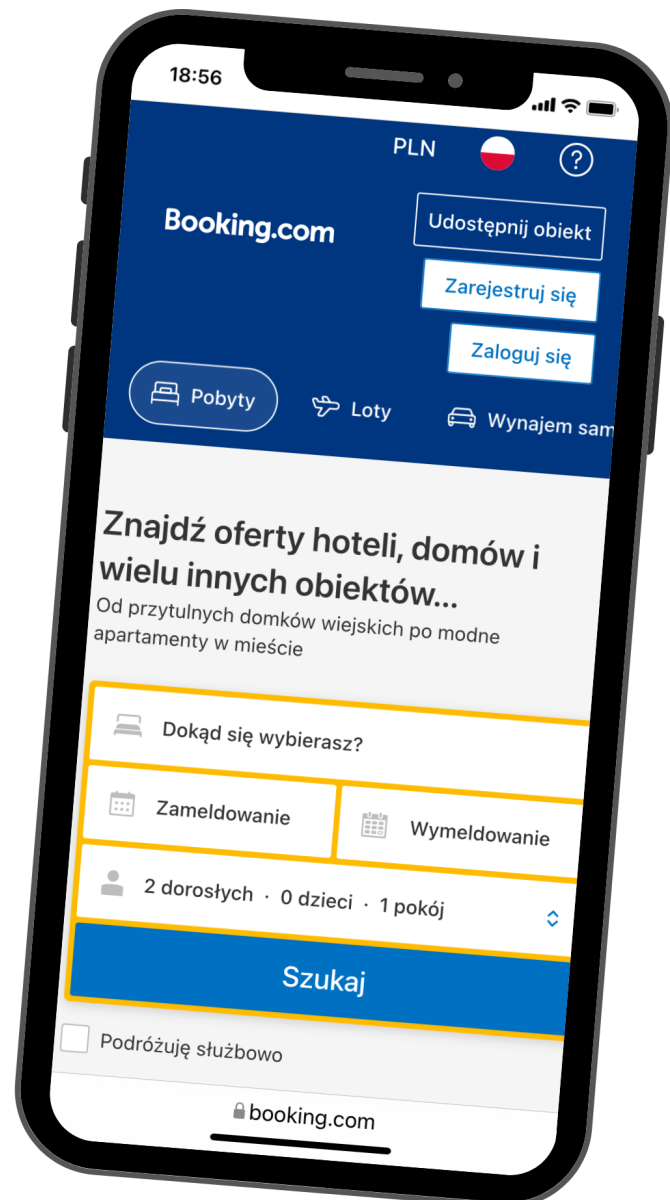 18:56
PLN
?
Booking.com
Udostępnij obiekt
Zarejestruj się
Zaloguj się
Pobyty
Loty
Wynajem sam
Znajdź oferty hoteli, domów i
wielu innych obiektów...
Od przytulnych domków wiejskich po modne
apartamenty w mieście
Dokąd się wybierasz?
Zameldowanie
Wymeldowanie
2 dorosłych · 0 dzieci · 1 pokój
Szukaj
Podróżuję służbowo
booking.com